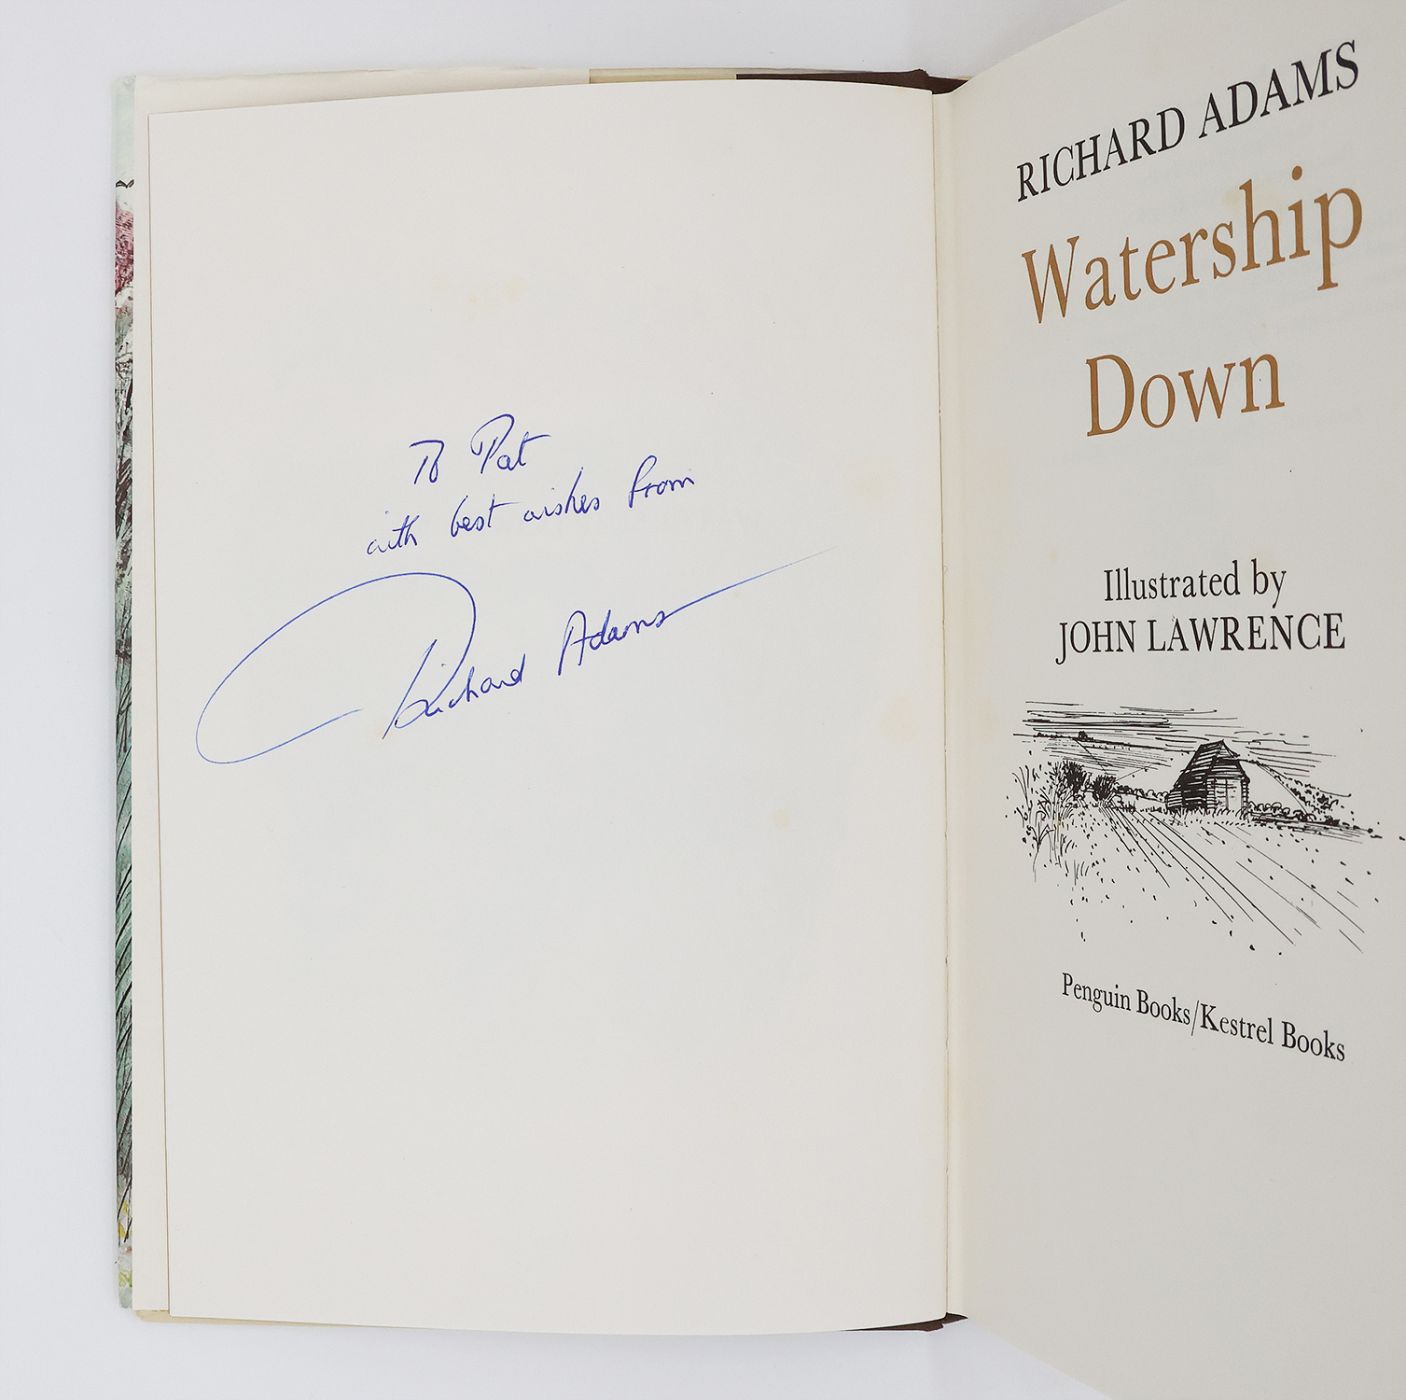 To Pat
with best wishes from
Richard Adams
RICHARD ADAMS
Watership
Down
Illustrated by
JOHN LAWRENCE
Penguin Books/Kestrel Books